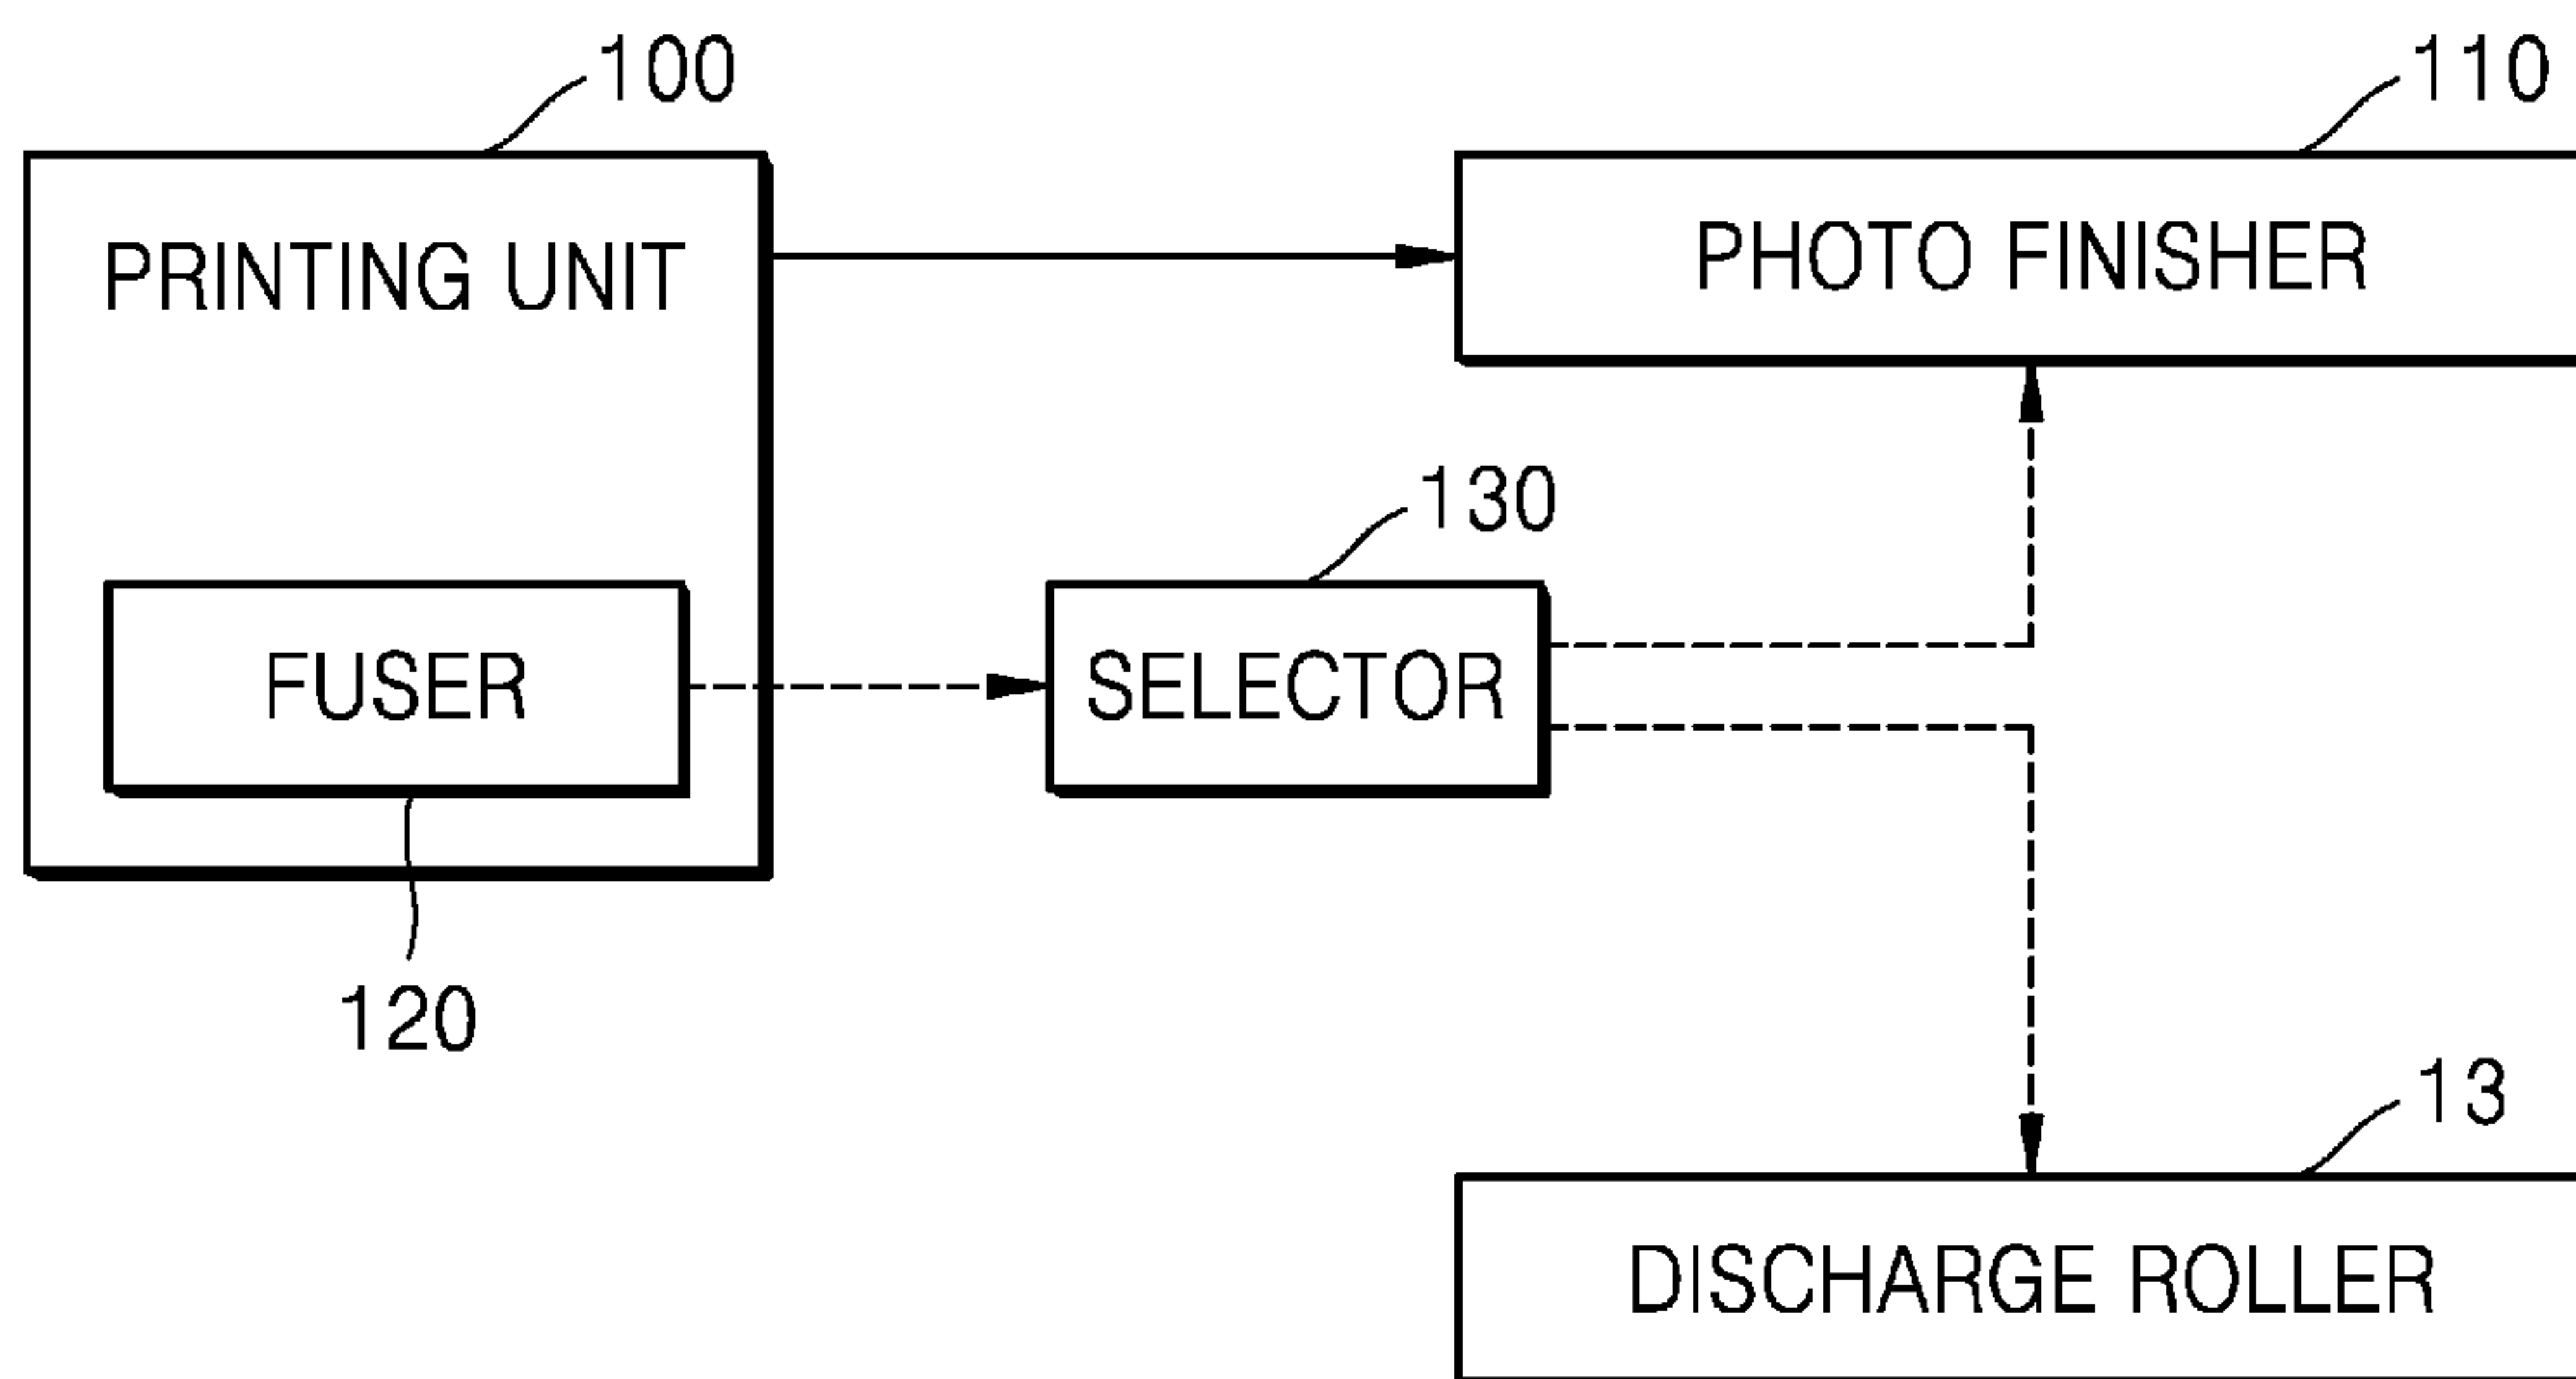 100
110
PRINTING UNIT
PHOTO FINISHER
130
FUSER
SELECTOR
120
13
DISCHARGE ROLLER